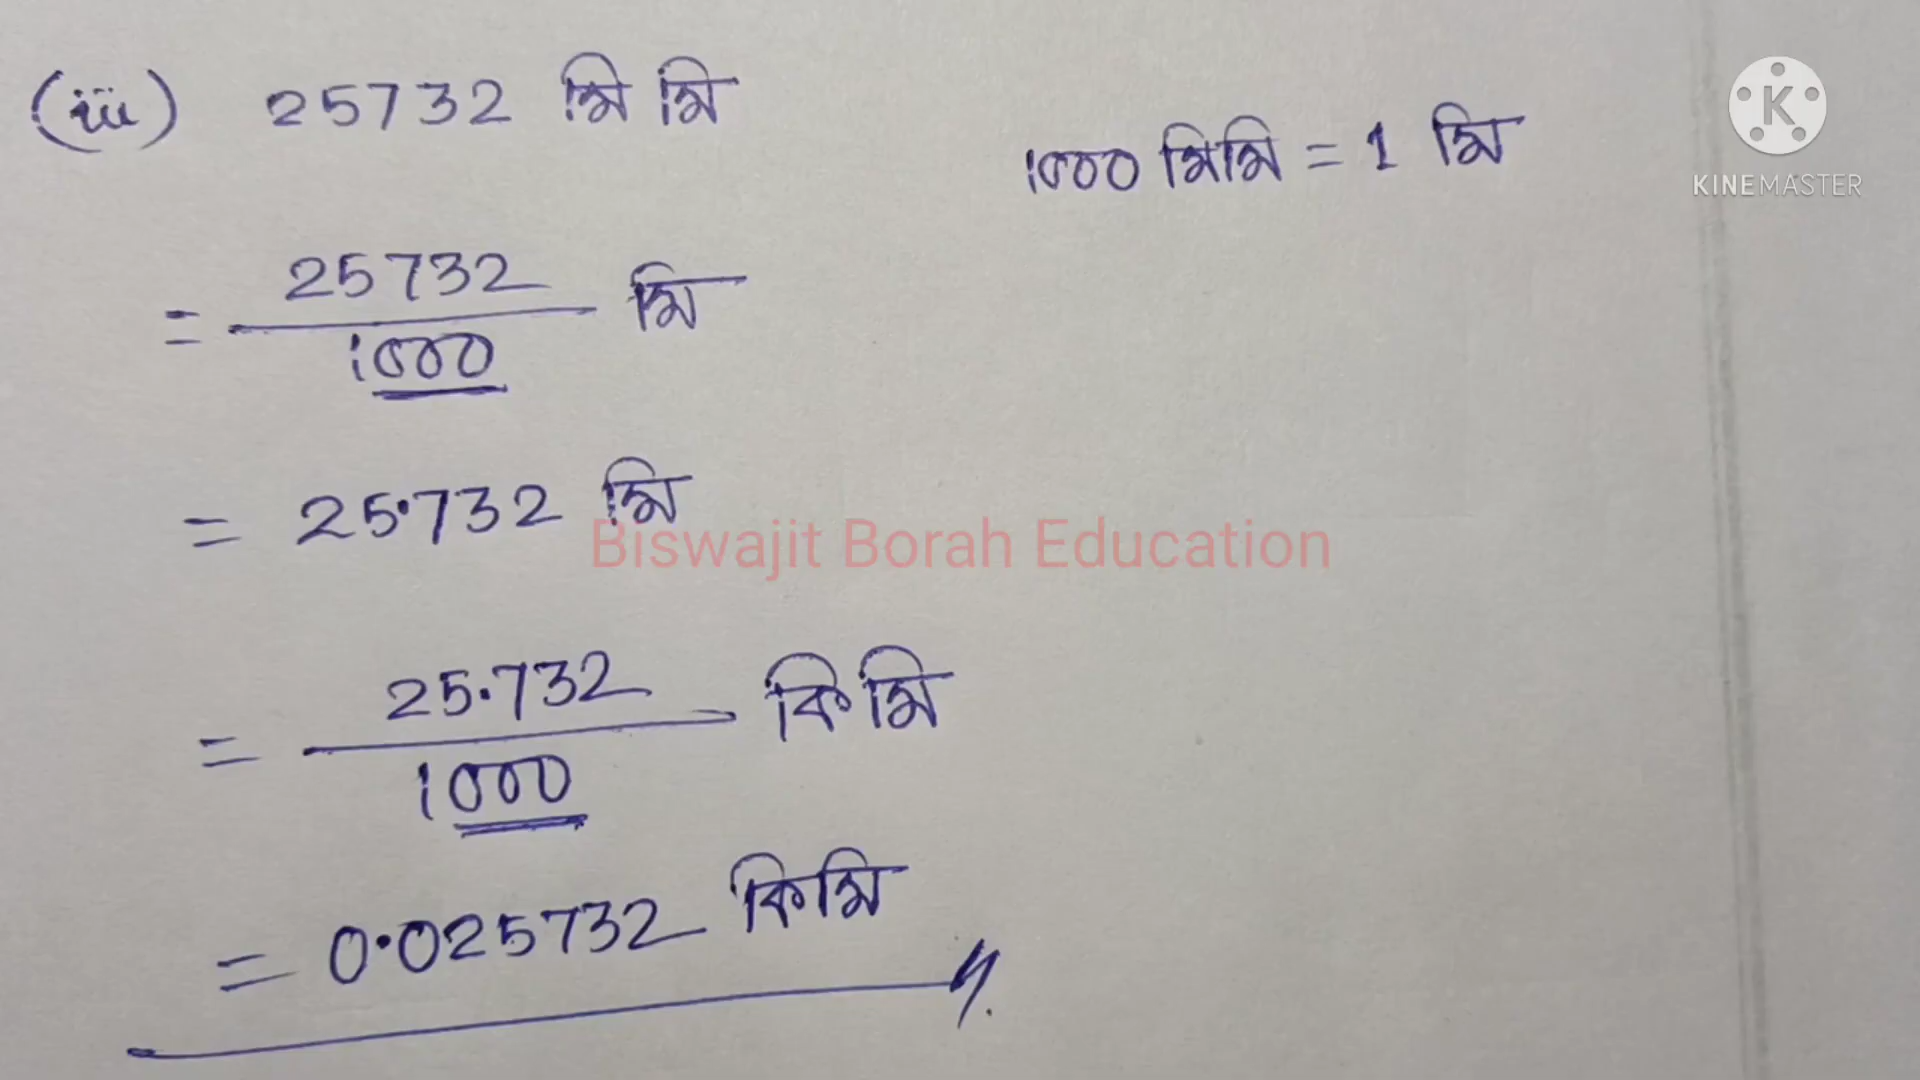 (iii) 25732 মি মি
1000 মিমি = 1 মি
KINEMASTER
= 25732 / 1000 মি
= 25.732 মি
Biswajit Borah Education
= 25.732 / 1000 কি মি
= 0.025732 কিমি